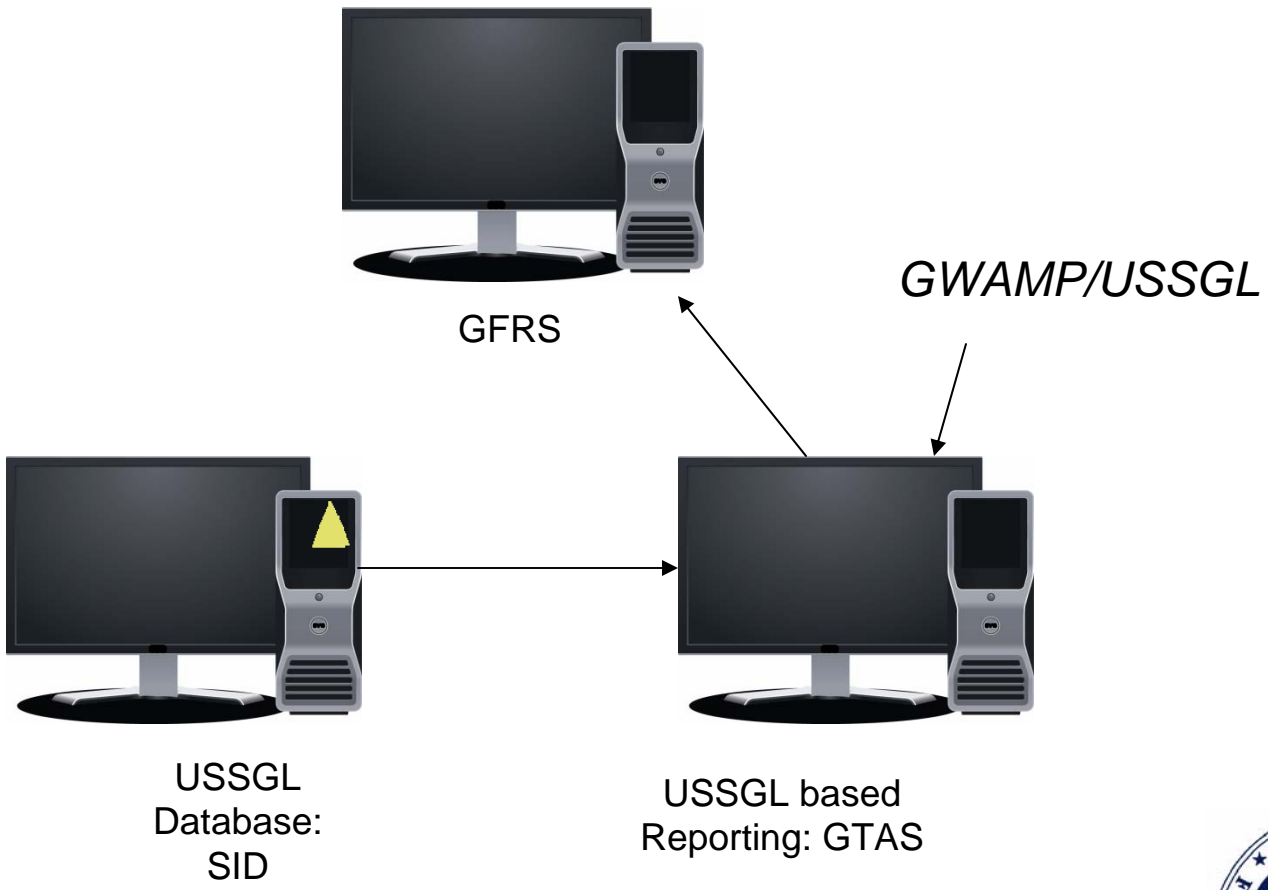 GWAMP/USSGL
GFRS
USSGL
Database:
SID
USSGL based
Reporting: GTAS